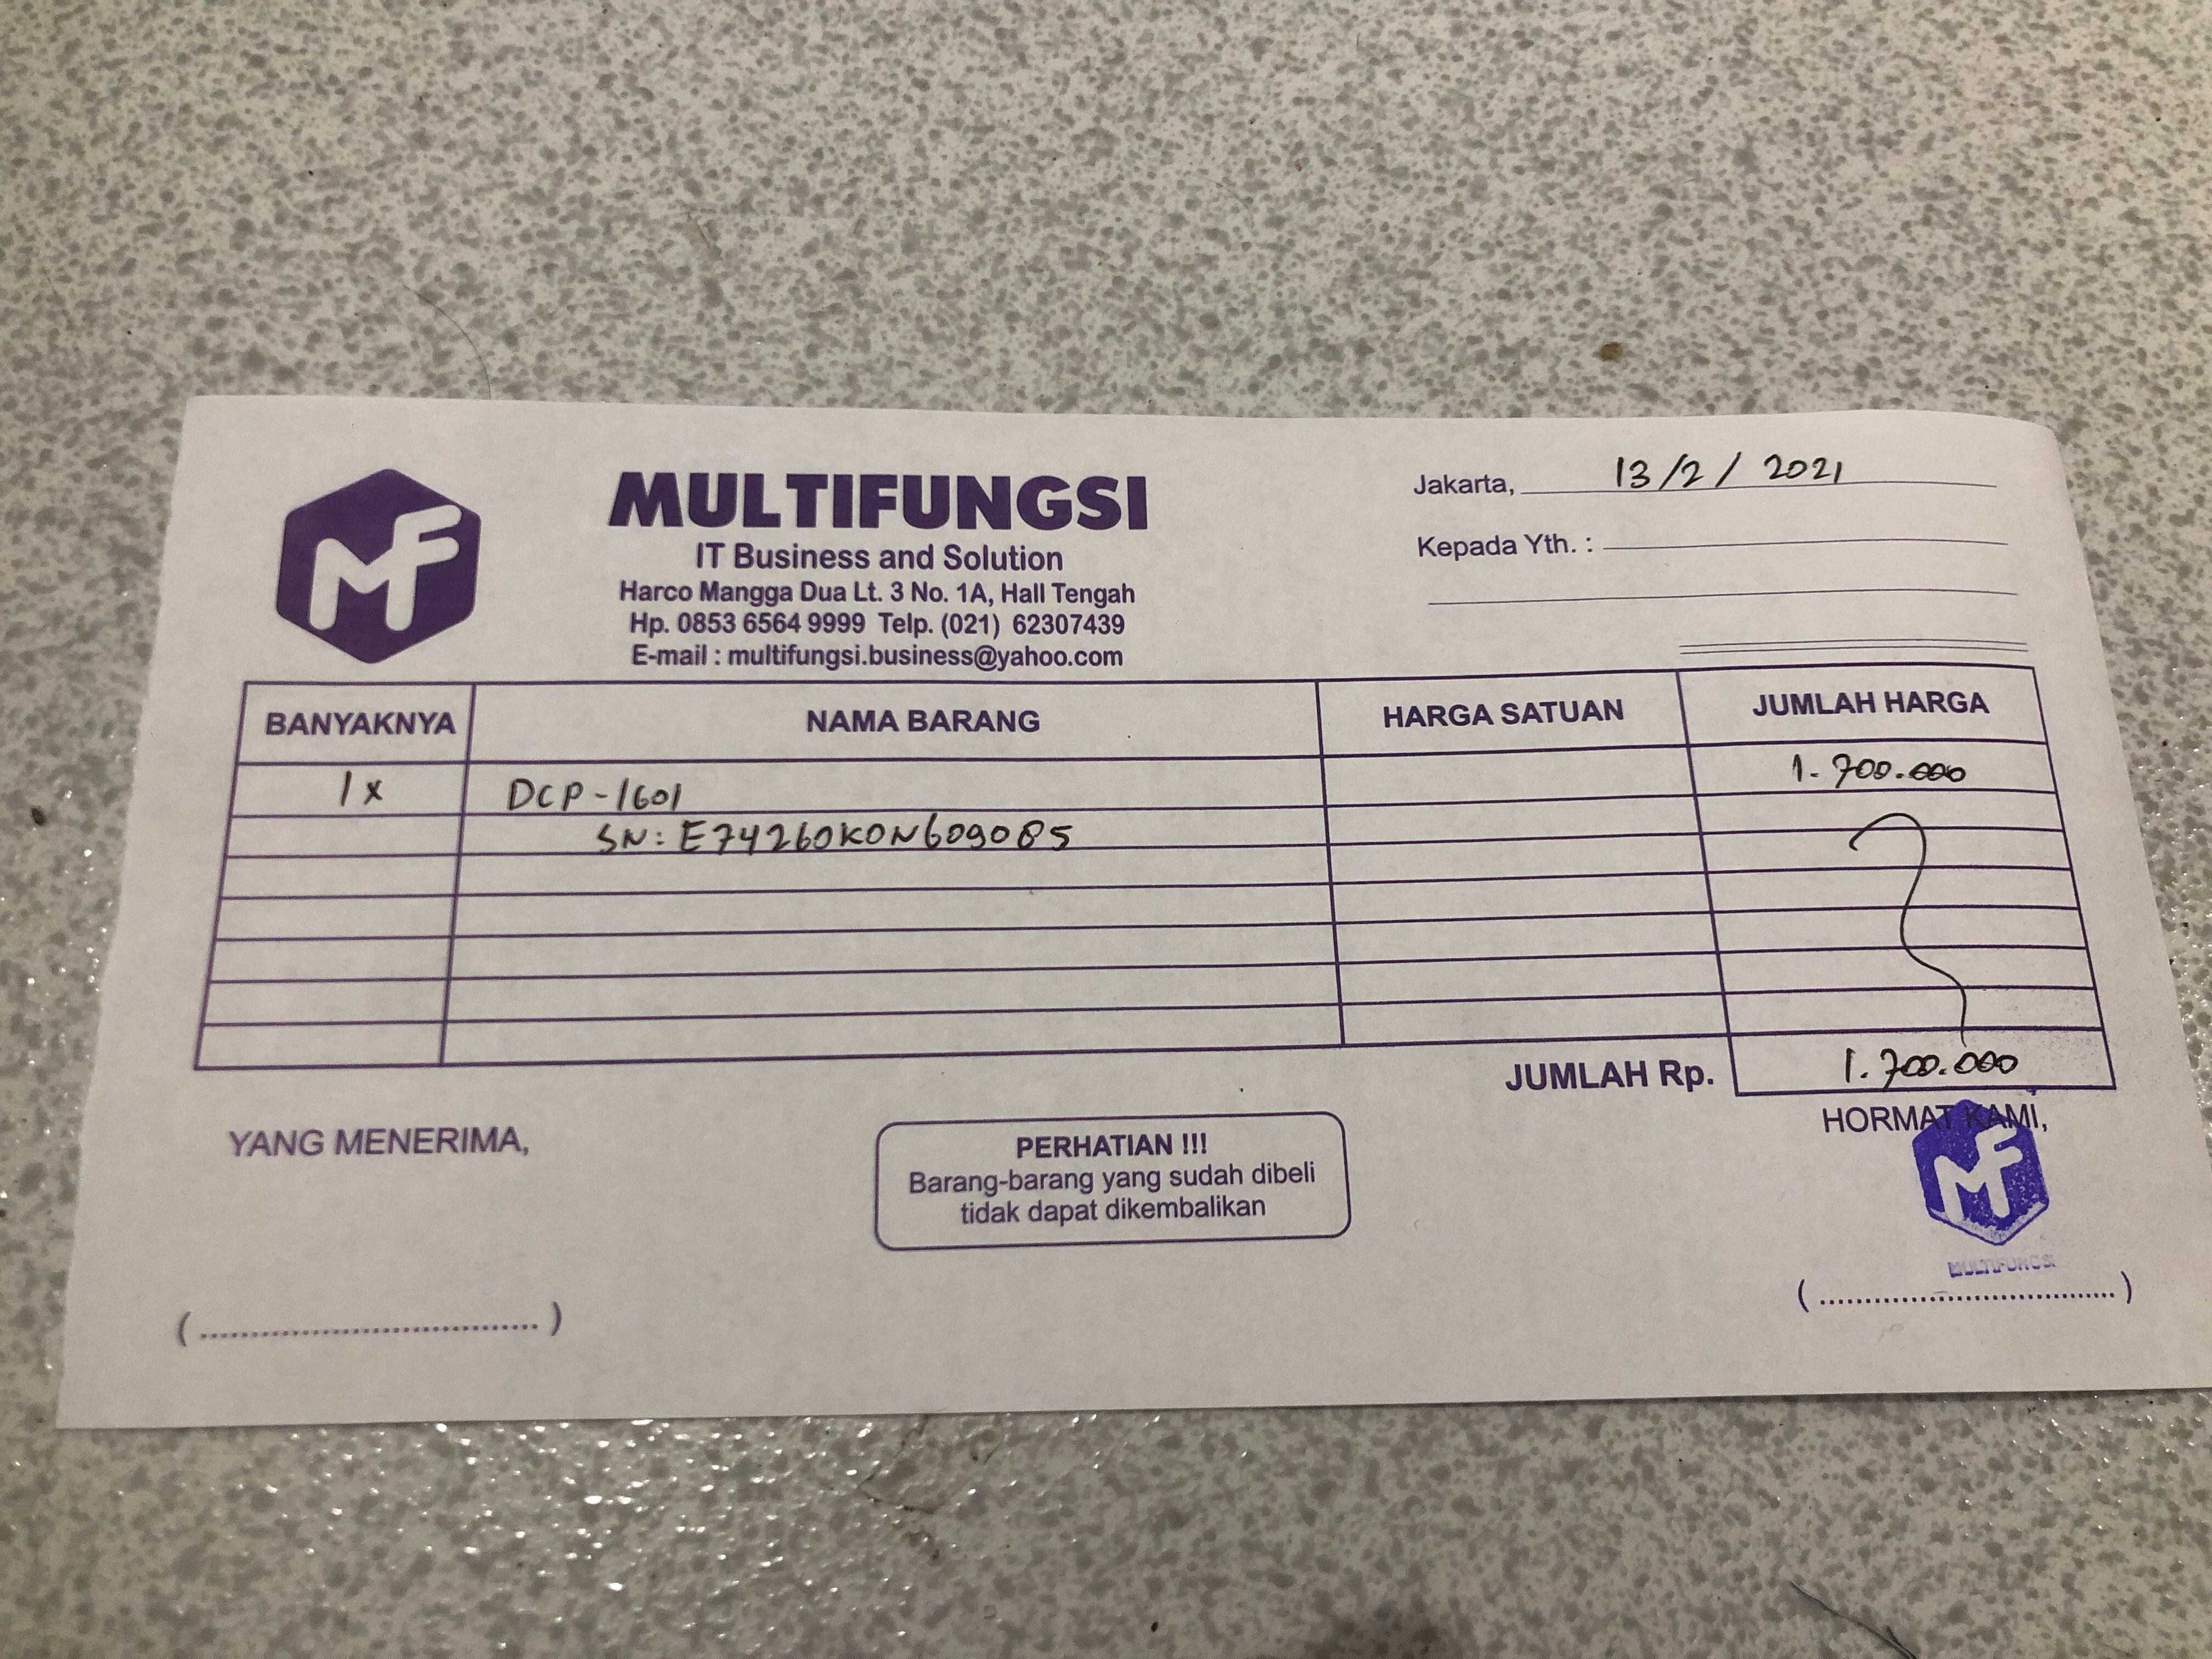 MF
MULTIFUNGSI
IT Business and Solution
Harco Mangga Dua Lt. 3 No. 1A, Hall Tengah
Hp. 0853 6564 9999 Telp. (021) 62307439
E-mail : multifungsi.business@yahoo.com
Jakarta, 13/2/2021
Kepada Yth. :
BANYAKNYA NAMA BARANG HARGA SATUAN JUMLAH HARGA
1x DCP-1601 1.700.000
SN: E74260K0N609085
JUMLAH Rp. 1.700.000
YANG MENERIMA,
PERHATIAN !!!
Barang-barang yang sudah dibeli
tidak dapat dikembalikan
HORMAT KAMI,
MF
MULTIFUNGSI
(....................................)
(....................................)